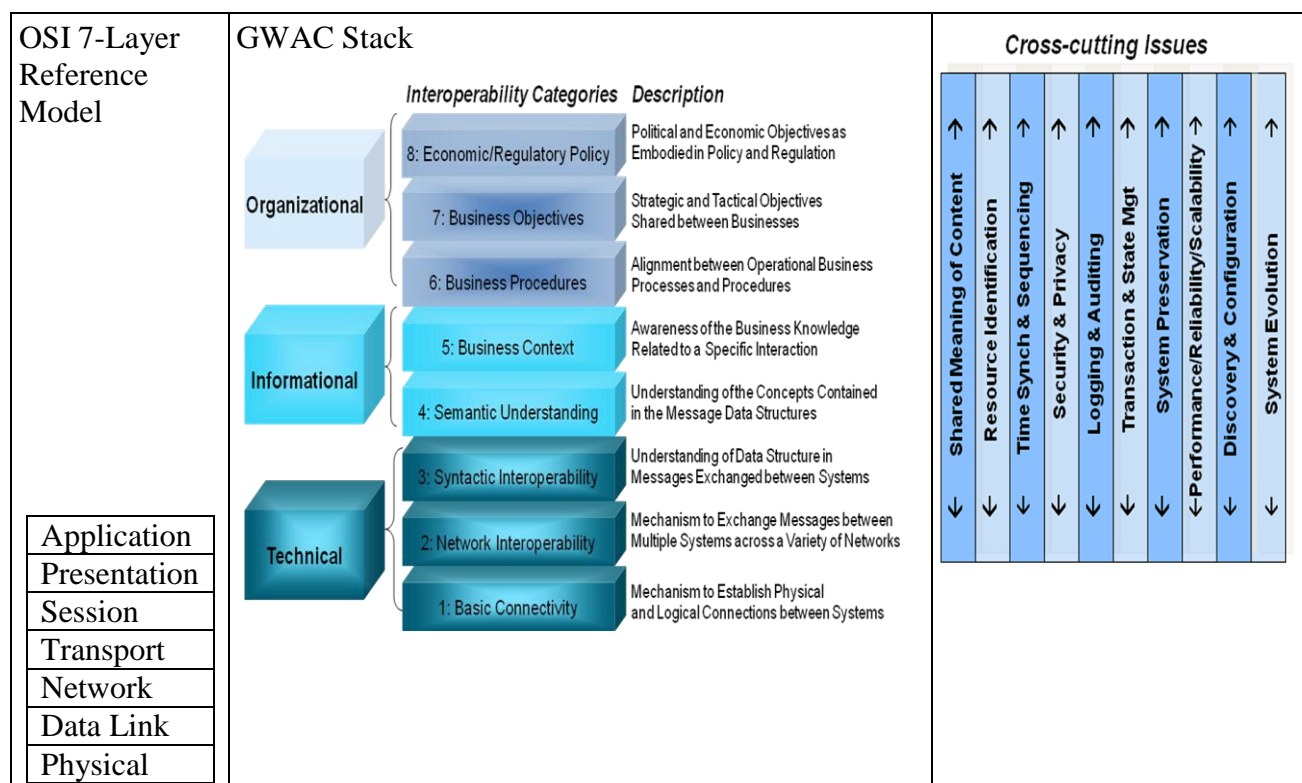 OSI 7-Layer
Reference
Model
Application
Presentation
Session
Transport
Network
Data Link
Physical
GWAC Stack
Interoperability Categories
Description
Organizational
8: Economic/Regulatory Policy
Political and Economic Objectives as
Embodied in Policy and Regulation
7: Business Objectives
Strategic and Tactical Objectives
Shared between Businesses
6: Business Procedures
Alignment between Operational Business
Processes and Procedures
Informational
5: Business Context
Awareness of the Business Knowledge
Related to a Specific Interaction
4: Semantic Understanding
Understanding of the Concepts Contained
in the Message Data Structures
Technical
3: Syntactic Interoperability
Understanding of Data Structure in
Messages Exchanged between Systems
2: Network Interoperability
Mechanism to Exchange Messages between
Multiple Systems across a Variety of Networks
1: Basic Connectivity
Mechanism to Establish Physical
and Logical Connections between Systems
Cross-cutting Issues
Shared Meaning of Content
Resource Identification
Time Synch & Sequencing
Security & Privacy
Logging & Auditing
Transaction & State Mgt
System Preservation
Performance/Reliability/Scalability
Discovery & Configuration
System Evolution